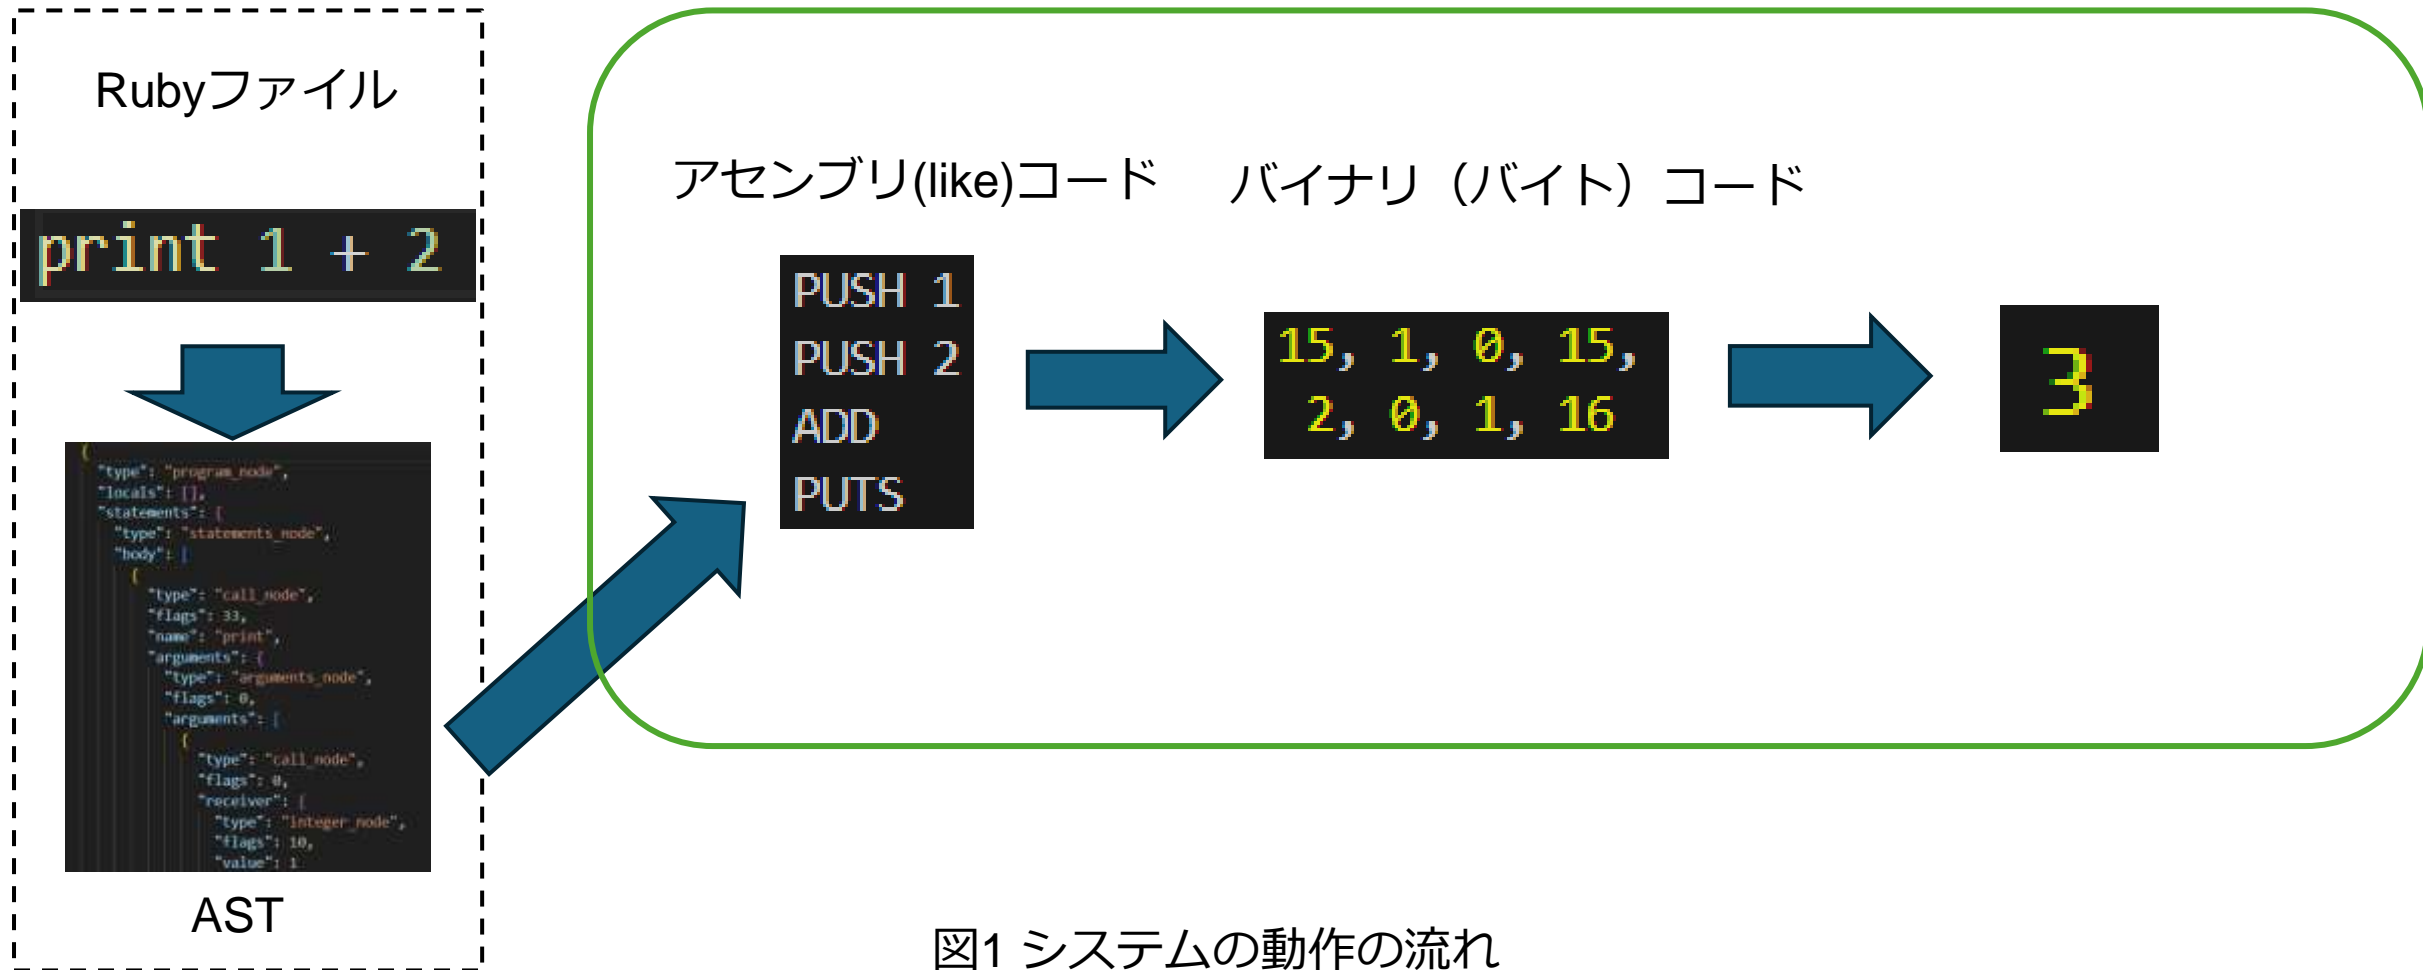 Rubyファイル
print 1 + 2
{
"type": "program_node",
"locals": [],
"statements": {
"type": "statements_node",
"body": [
{
"type": "call_node",
"flags": 33,
"name": "print",
"arguments": {
"type": "arguments_node",
"flags": 0,
"arguments": [
{
"type": "call_node",
"flags": 0,
"receiver": {
"type": "integer_node",
"flags": 10,
"value": 1
AST
アセンブリ(like)コード
PUSH 1
PUSH 2
ADD
PUTS
バイナリ（バイト）コード
15, 1, 0, 15,
2, 0, 1, 16
3
図1 システムの動作の流れ